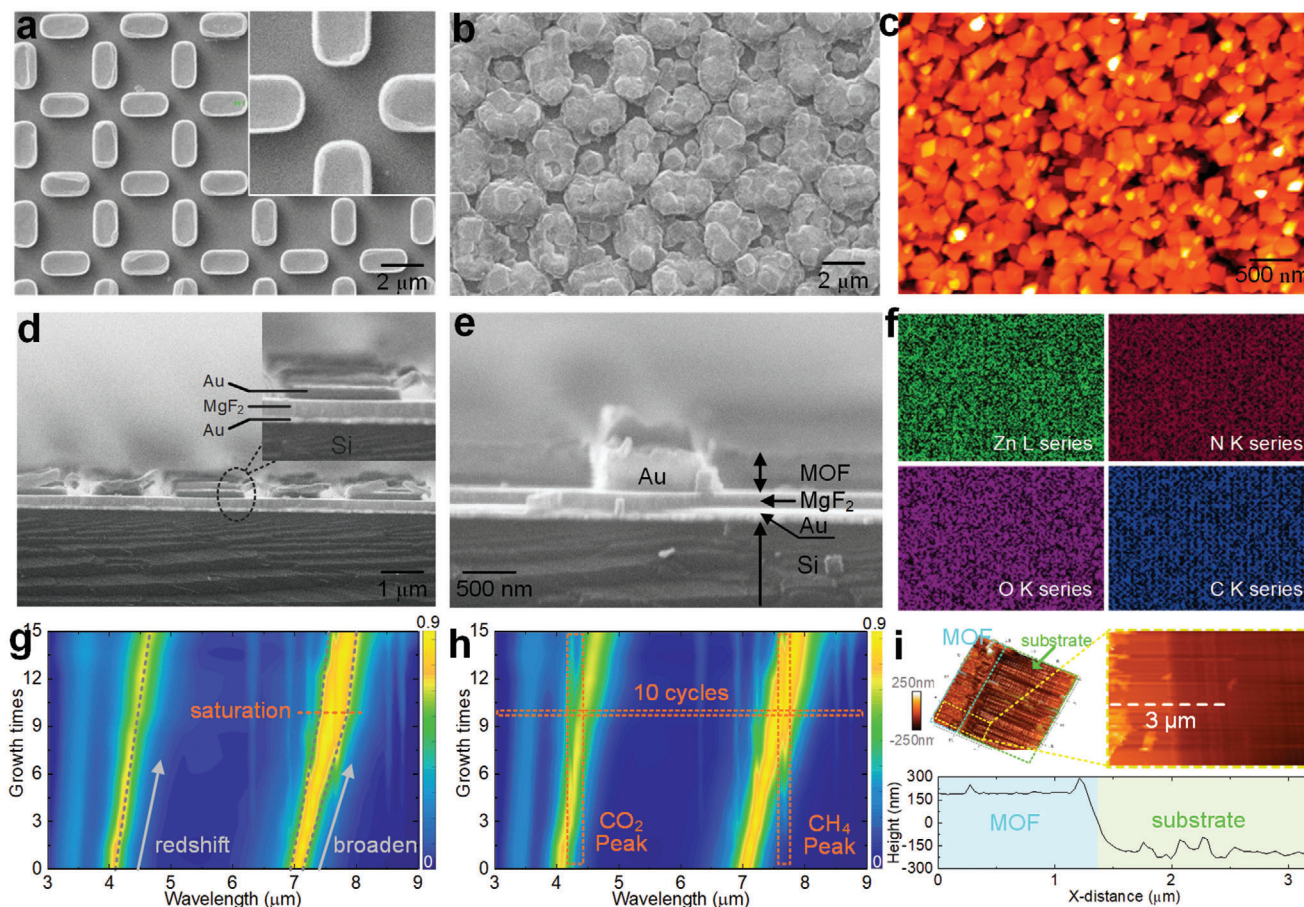 a
2 μm
b
2 μm
c
500 nm
d
Au
MgF2
Au
Si
1 μm
e
Au
MOF
MgF2
Au
Si
500 nm
f
Zn L series
N K series
O K series
C K series
g
0.9
15
12
9
6
3
0
Growth times
saturation
redshift
broaden
0
3 4 5 6 7 8 9
Wavelength (μm)
h
0.9
15
12
9
6
3
0
Growth times
10 cycles
CO2
Peak
CH4
Peak
0
3 4 5 6 7 8 9
Wavelength (μm)
i
MOF
substrate
250nm
-250nm
3 μm
300
150
0
-150
-300
Height (nm)
MOF
substrate
0 1 2 3
X-distance (μm)